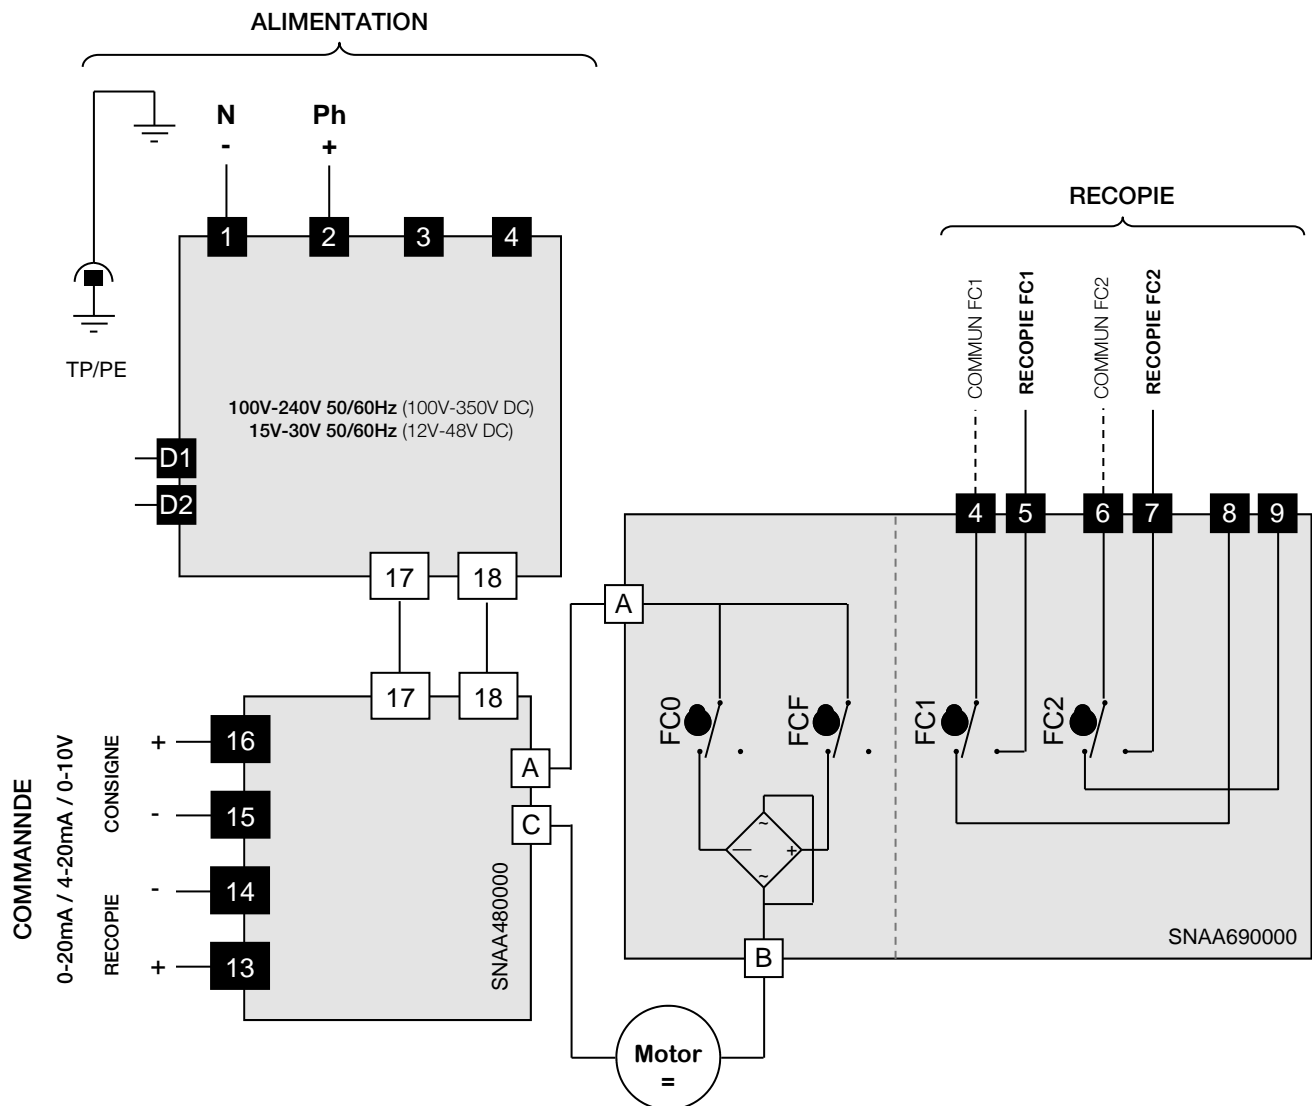 ALIMENTATION
N
-
Ph
+
1
2
3
4
TP/PE
100V-240V 50/60Hz (100V-350V DC)
15V-30V 50/60Hz (12V-48V DC)
D1
D2
17
18
17
18
COMMANNDE
0-20mA / 4-20mA / 0-10V
CONSIGNE
RECOPIE
+
16
-
15
-
14
+
13
A
C
SNAA480000
RECOPIE
COMMUN FC1
RECOPIE FC1
COMMUN FC2
RECOPIE FC2
4
5
6
7
8
9
A
FC0
FCF
FC1
FC2
~
—
+
~
B
SNAA690000
Motor
=